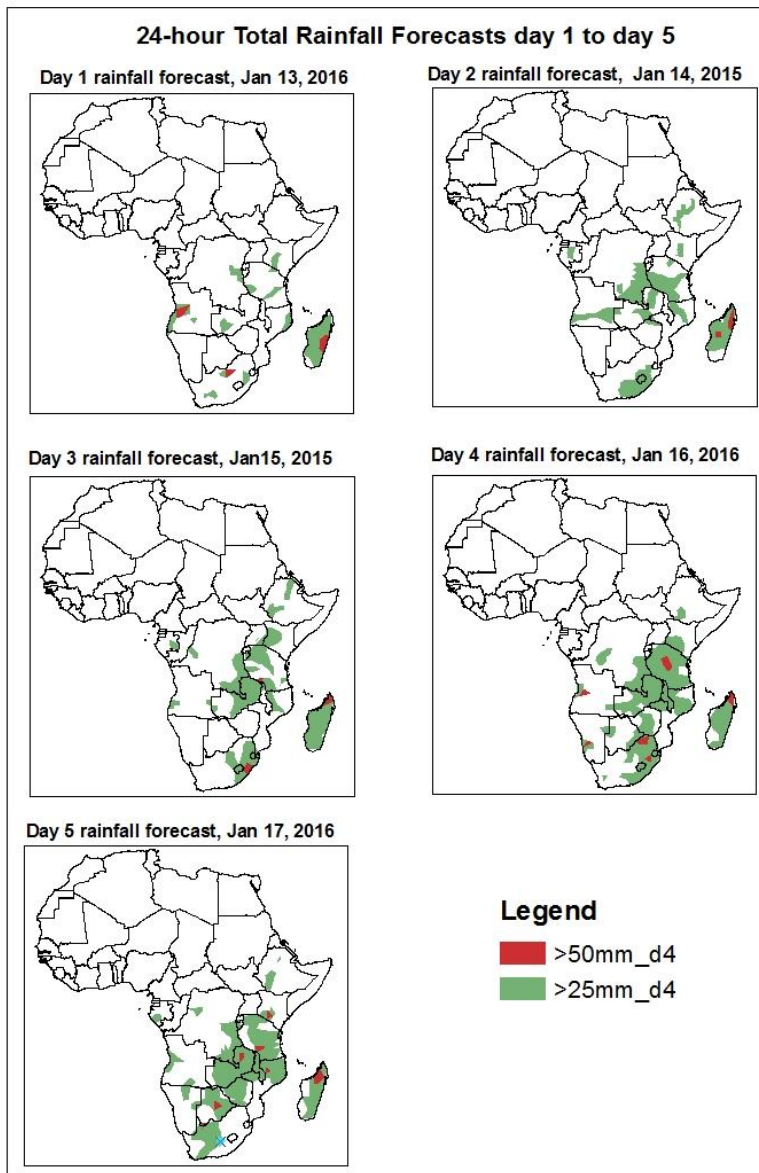 24-hour Total Rainfall Forecasts day 1 to day 5
Day 1 rainfall forecast, Jan 13, 2016
Day 2 rainfall forecast, Jan 14, 2015
Day 3 rainfall forecast, Jan15, 2015
Day 4 rainfall forecast, Jan 16, 2016
Day 5 rainfall forecast, Jan 17, 2016
Legend
>50mm_d4
>25mm_d4